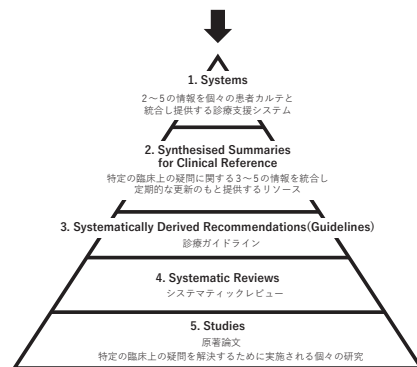 1. Systems
2〜5の情報を個々の患者カルテと
統合し提供する診療支援システム
2. Synthesised Summaries
for Clinical Reference
特定の臨床上の疑問に関する3〜5の情報を統合し
定期的な更新のもと提供するリソース
3. Systematically Derived Recommendations(Guidelines)
診療ガイドライン
4. Systematic Reviews
システマティックレビュー
5. Studies
原著論文
特定の臨床上の疑問を解決するために実施される個々の研究